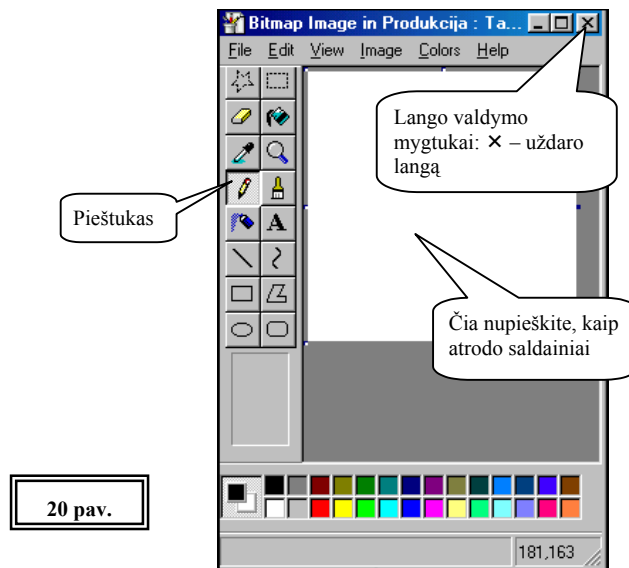 Bitmap Image in Produkcija : Ta...
File Edit View Image Colors Help
Lango valdymo
mygtukai: × – uždaro
langą
Pieštukas
A
Čia nupieškite, kaip
atrodo saldainiai
20 pav.
181,163